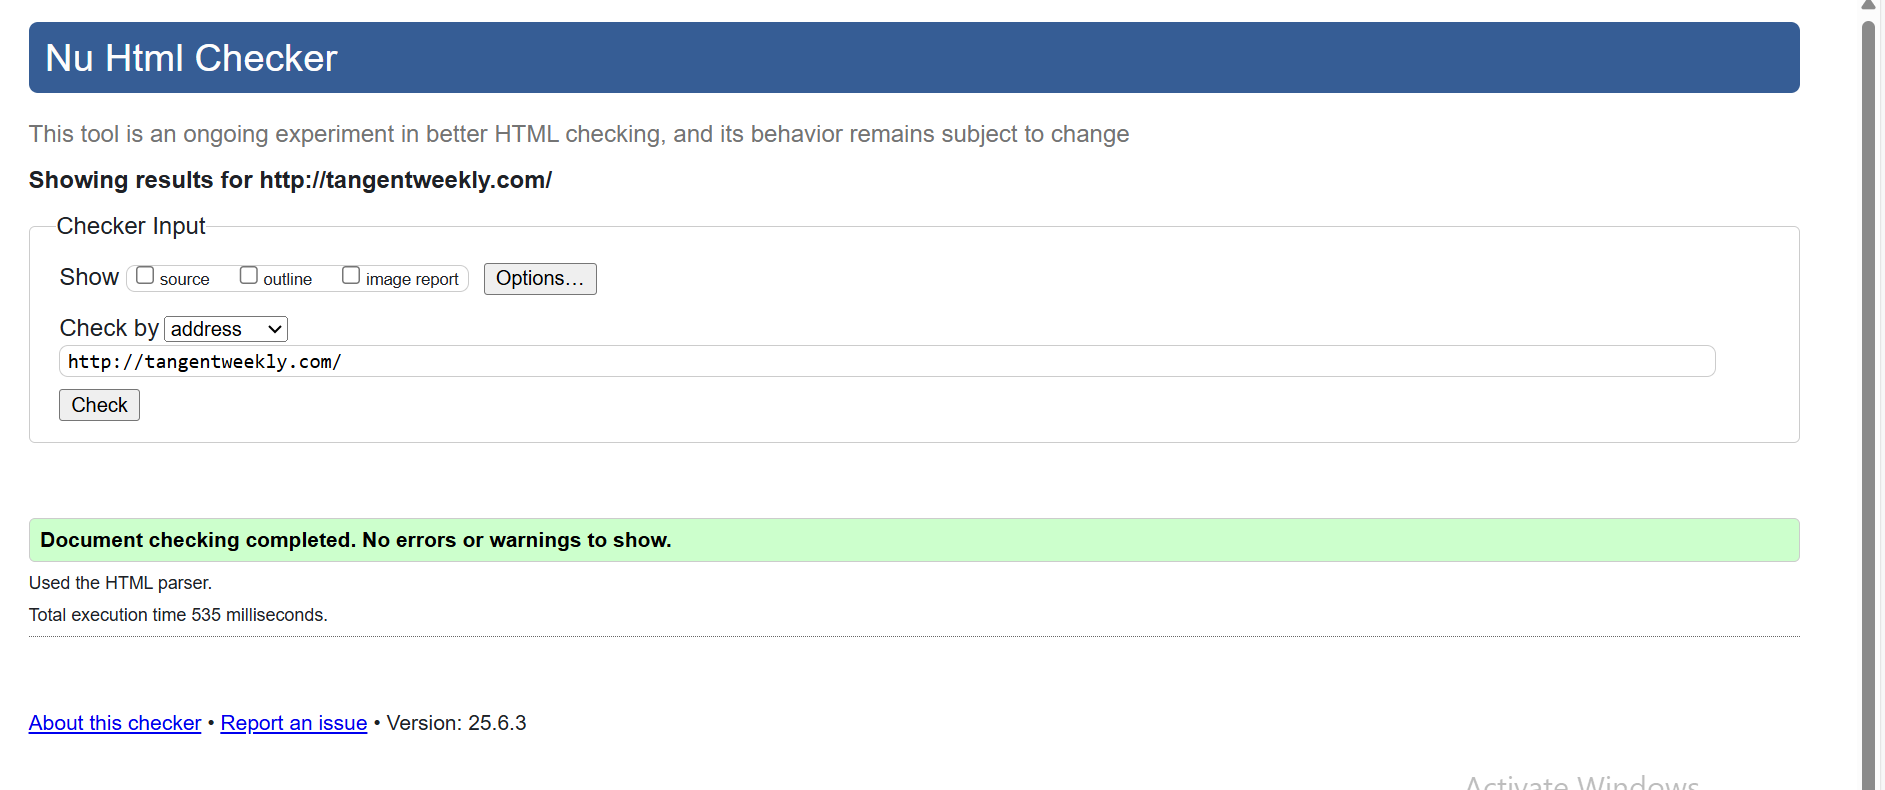 Nu Html Checker
This tool is an ongoing experiment in better HTML checking, and its behavior remains subject to change
Showing results for http://tangentweekly.com/
Checker Input
Show source outline image report Options…
Check by address
http://tangentweekly.com/
Check
Document checking completed. No errors or warnings to show.
Used the HTML parser.
Total execution time 535 milliseconds.
About this checker • Report an issue • Version: 25.6.3
Activate Windows